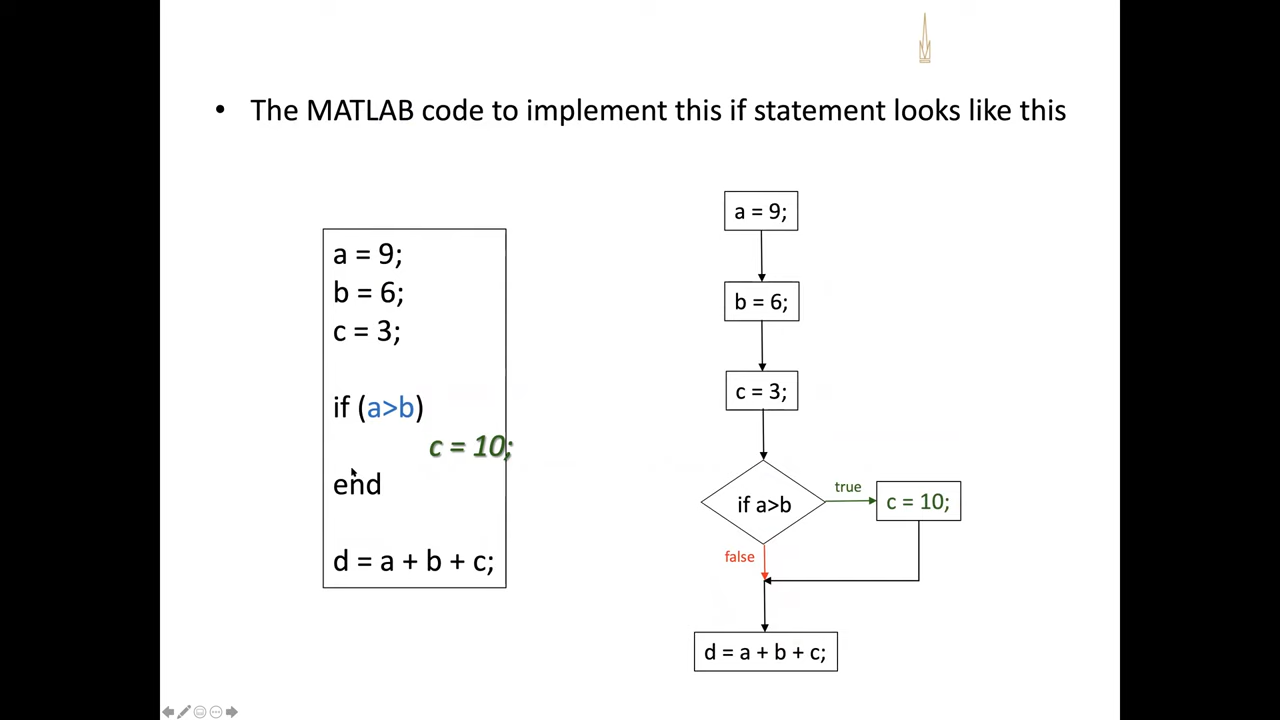 • The MATLAB code to implement this if statement looks like this
a = 9;
b = 6;
c = 3;
if (a>b)
c = 10;
end
d = a + b + c;
a = 9;
b = 6;
c = 3;
if a>b
true
c = 10;
false
d = a + b + c;